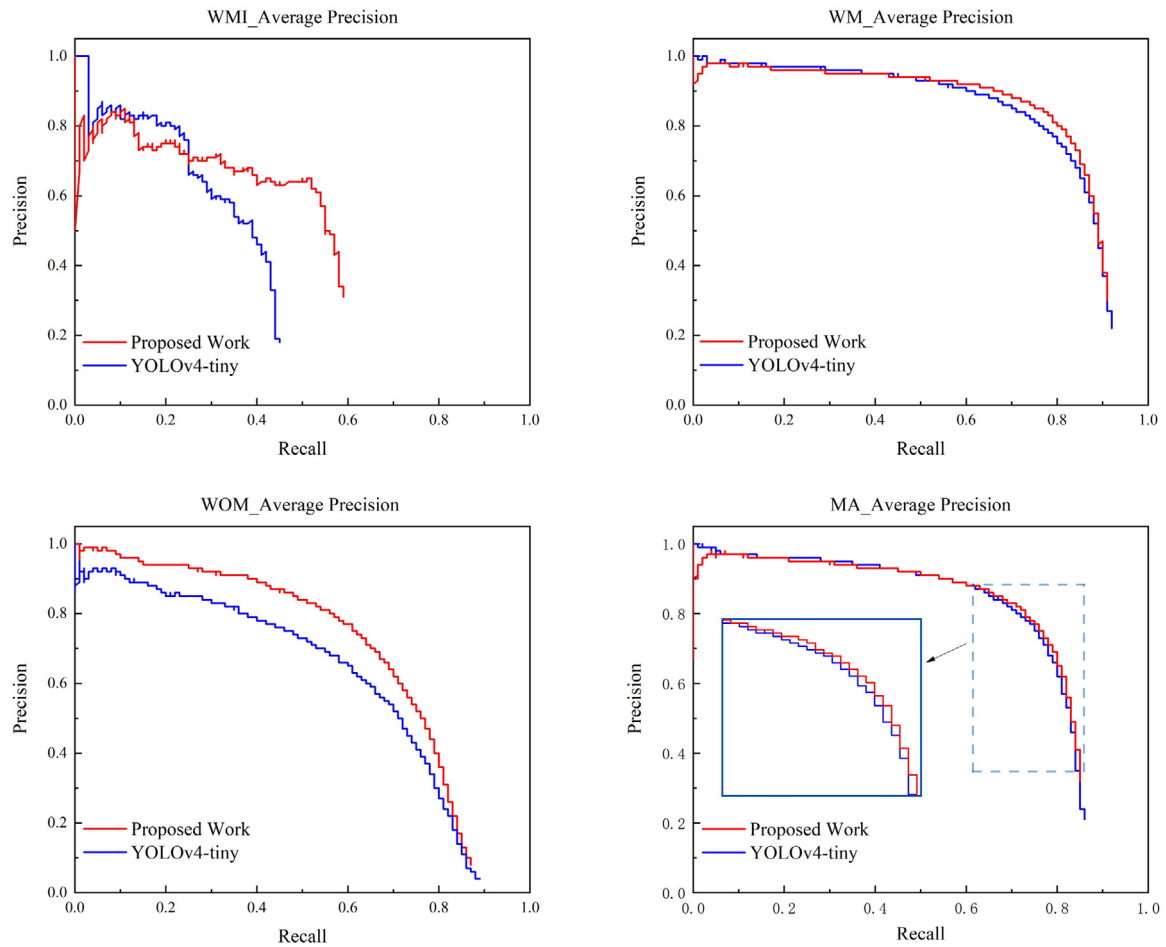 WMI_Average Precision
1.0
0.8
0.6
0.4
0.2
0.0
Precision
Proposed Work
YOLOv4-tiny
0.0 0.2 0.4 0.6 0.8 1.0
Recall
WM_Average Precision
1.0
0.8
0.6
0.4
0.2
0.0
Precision
Proposed Work
YOLOv4-tiny
0.0 0.2 0.4 0.6 0.8 1.0
Recall
WOM_Average Precision
1.0
0.8
0.6
0.4
0.2
0.0
Precision
Proposed Work
YOLOv4-tiny
0.0 0.2 0.4 0.6 0.8 1.0
Recall
MA_Average Precision
1.0
0.8
0.6
0.4
0.2
0.0
Precision
Proposed Work
YOLOv4-tiny
0.0 0.2 0.4 0.6 0.8 1.0
Recall